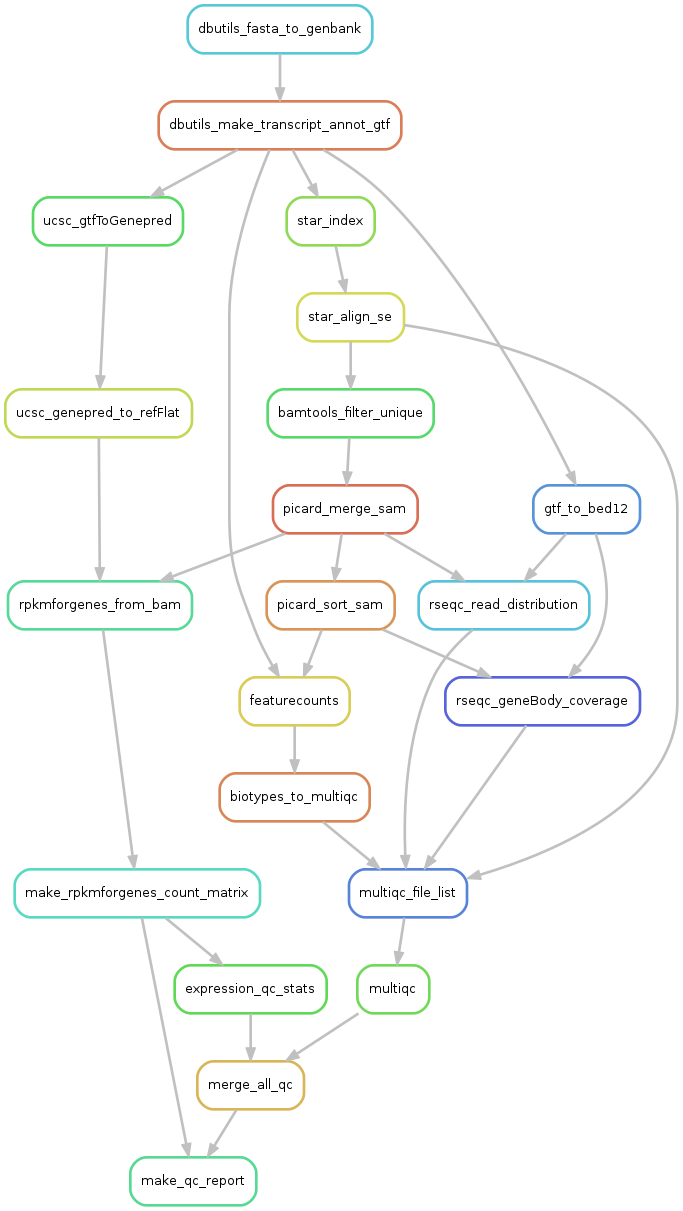 dbutils_fasta_to_genbank
dbutils_make_transcript_annot_gtf
ucsc_gtfToGenepred
star_index
star_align_se
ucsc_genepred_to_refFlat
bamtools_filter_unique
picard_merge_sam
gtf_to_bed12
rpkmforgenes_from_bam
picard_sort_sam
rseqc_read_distribution
featurecounts
rseqc_geneBody_coverage
biotypes_to_multiqc
make_rpkmforgenes_count_matrix
multiqc_file_list
expression_qc_stats
multiqc
merge_all_qc
make_qc_report